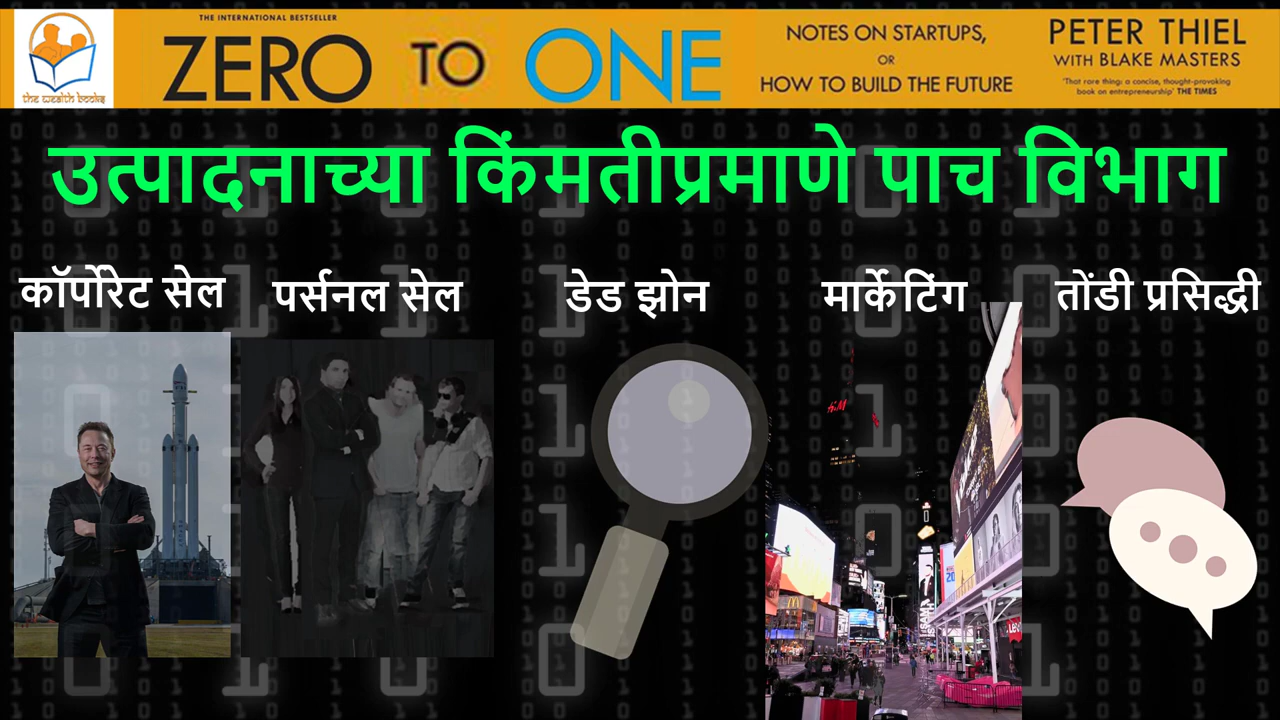 the wealth books
THE INTERNATIONAL BESTSELLER
ZERO TO ONE
NOTES ON STARTUPS,
OR
HOW TO BUILD THE FUTURE
PETER THIEL
WITH BLAKE MASTERS
'That rare thing: a concise, thought-provoking
book on entrepreneurship' THE TIMES
उत्पादनाच्या किंमतीप्रमाणे पाच विभाग
कॉर्पोरेट सेल
पर्सनल सेल
डेड झोन
मार्केटिंग
तोंडी प्रसिद्धी
H&M